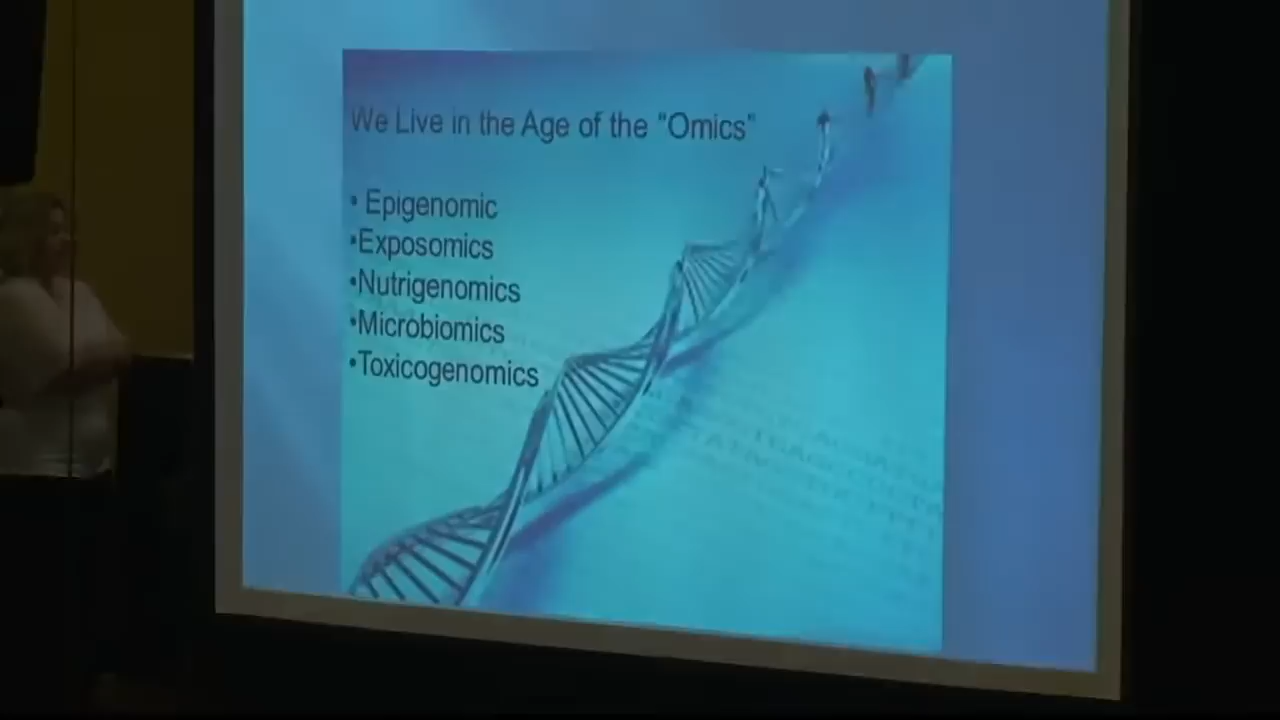 We Live in the Age of the "Omics"
• Epigenomic
•Exposomics
•Nutrigenomics
•Microbiomics
•Toxicogenomics